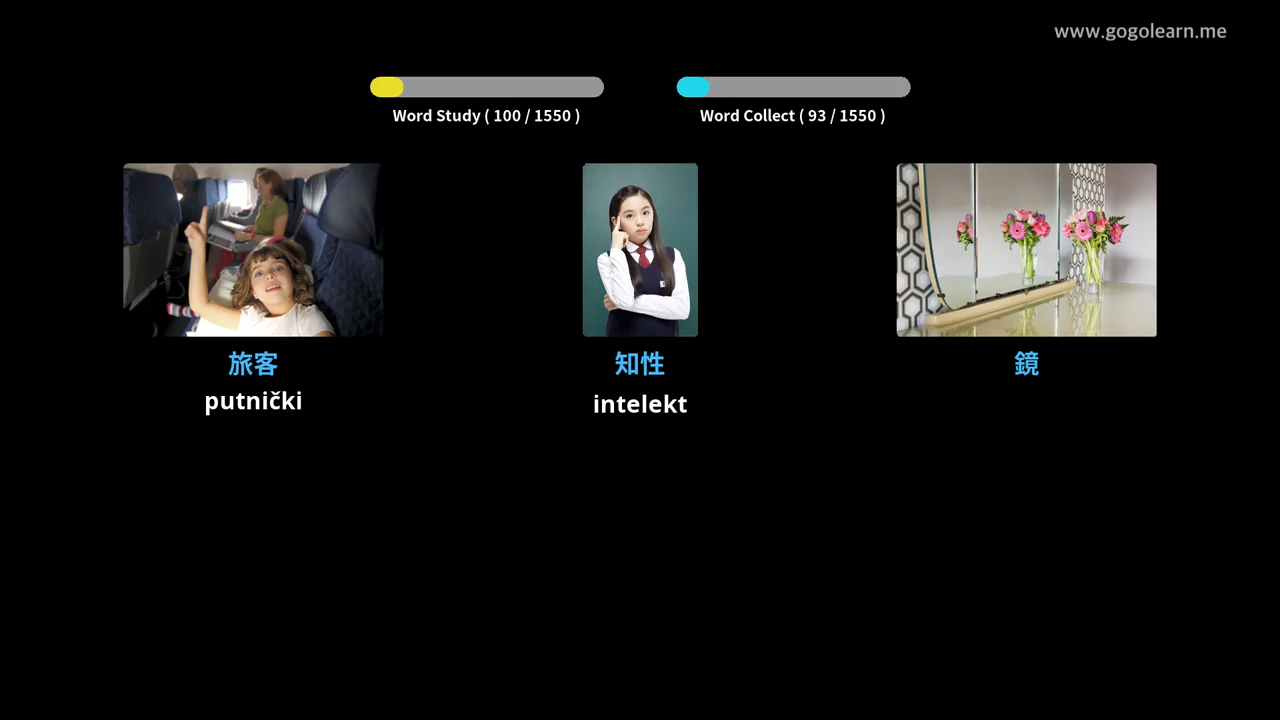 www.gogolearn.me
Word Study ( 100 / 1550 )
Word Collect ( 93 / 1550 )
旅客
知性
鏡
putnički
intelekt